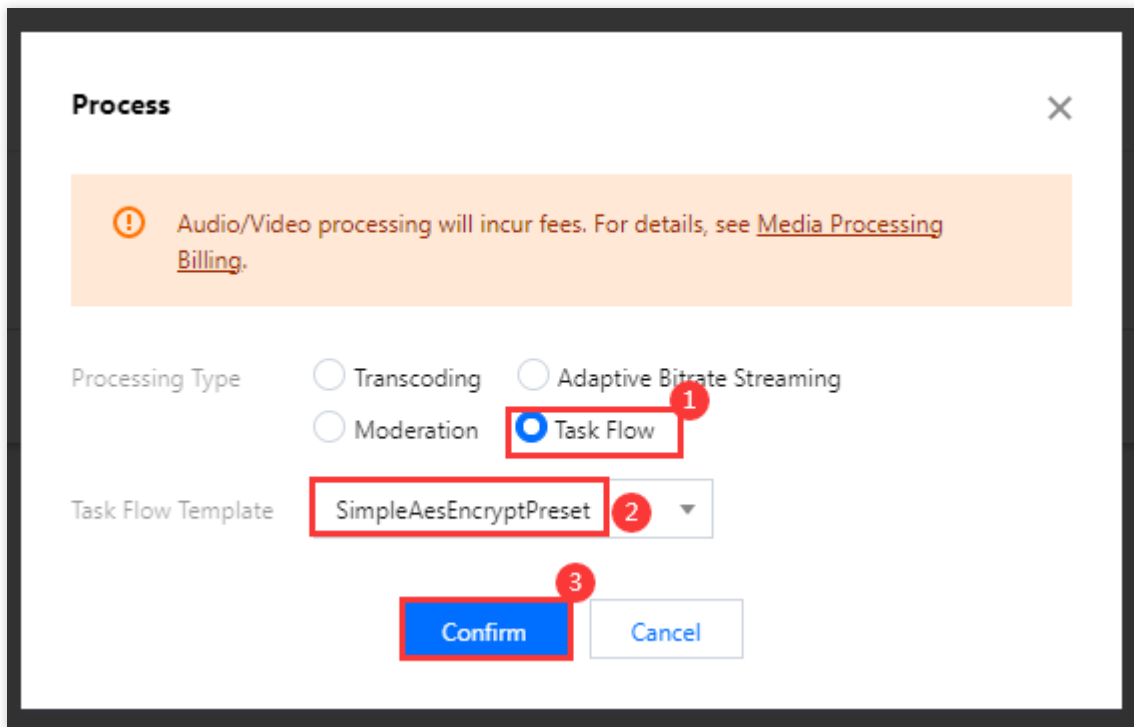 Process
Audio/Video processing will incur fees. For details, see Media Processing
Billing.
Processing Type Transcoding Adaptive Bitrate Streaming
1
Moderation Task Flow
Task Flow Template SimpleAesEncryptPreset 2
3
Confirm Cancel